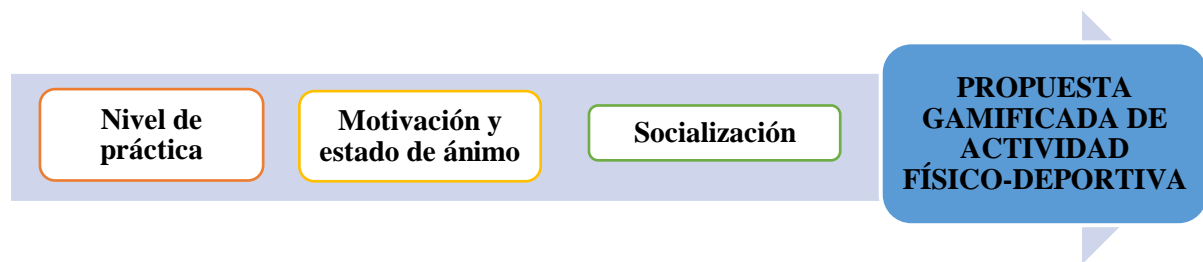 Nivel de
práctica
Motivación y
estado de ánimo
Socialización
PROPUESTA
GAMIFICADA DE
ACTIVIDAD
FÍSICO-DEPORTIVA